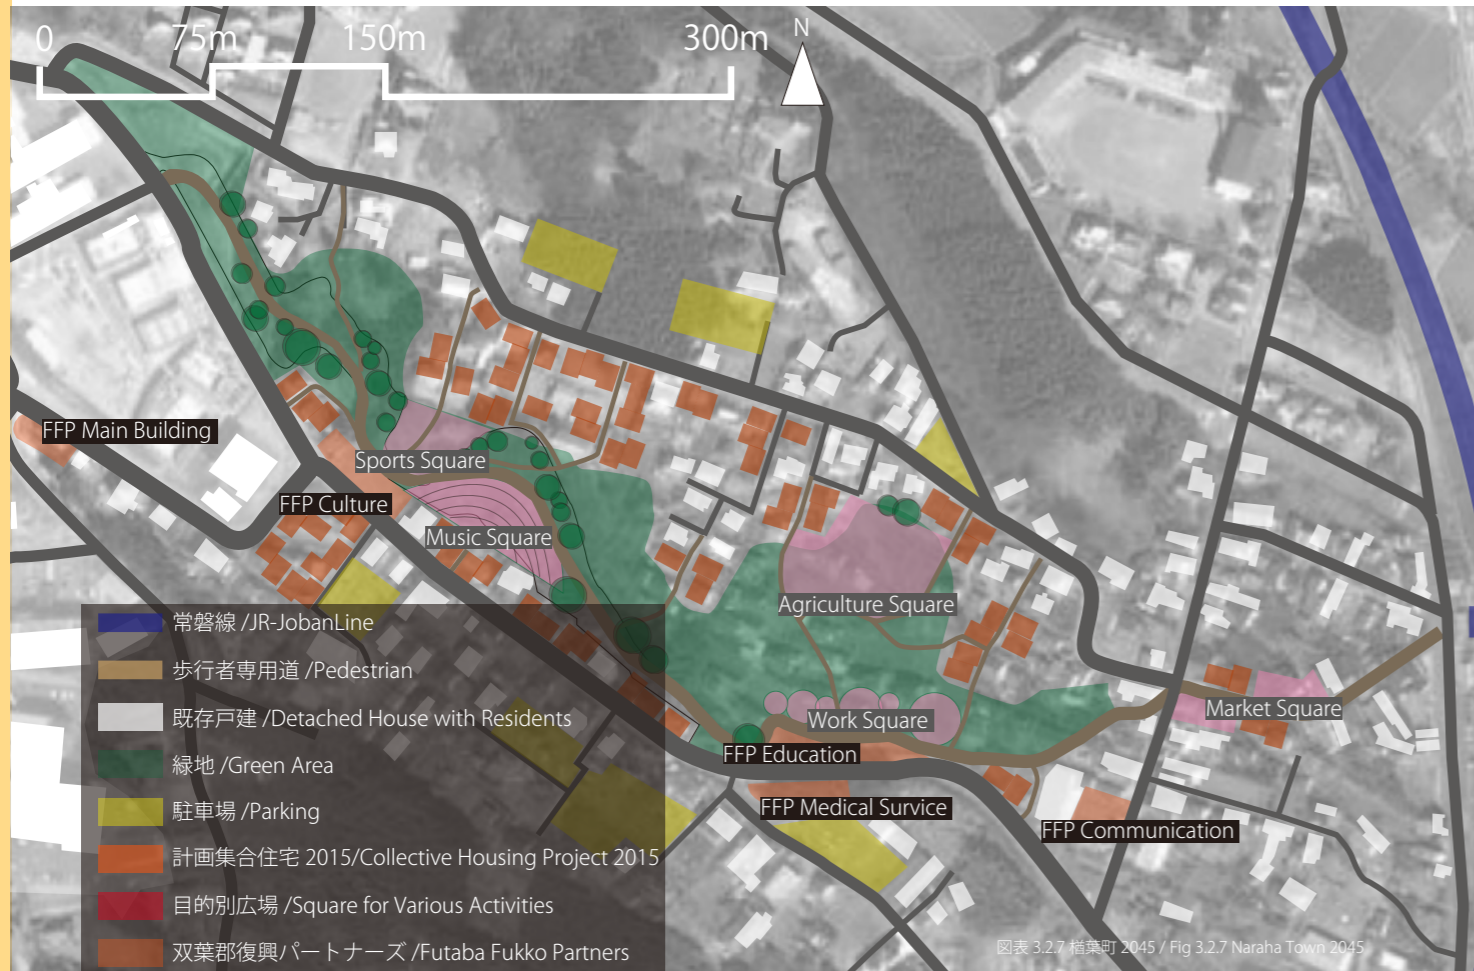 0 75m 150m 300m N
FFP Main Building
Sports Square
FFP Culture
Music Square
Agriculture Square
Work Square
Market Square
FFP Education
FFP Medical Survice
FFP Communication
常磐線 /JR-JobanLine
歩行者専用道 /Pedestrian
既存戸建 /Detached House with Residents
緑地 /Green Area
駐車場 /Parking
計画集合住宅 2015/Collective Housing Project 2015
目的別広場 /Square for Various Activities
双葉郡復興パートナーズ /Futaba Fukko Partners
図表 3.2.7 楢葉町 2045 / Fig 3.2.7 Naraha Town 2045